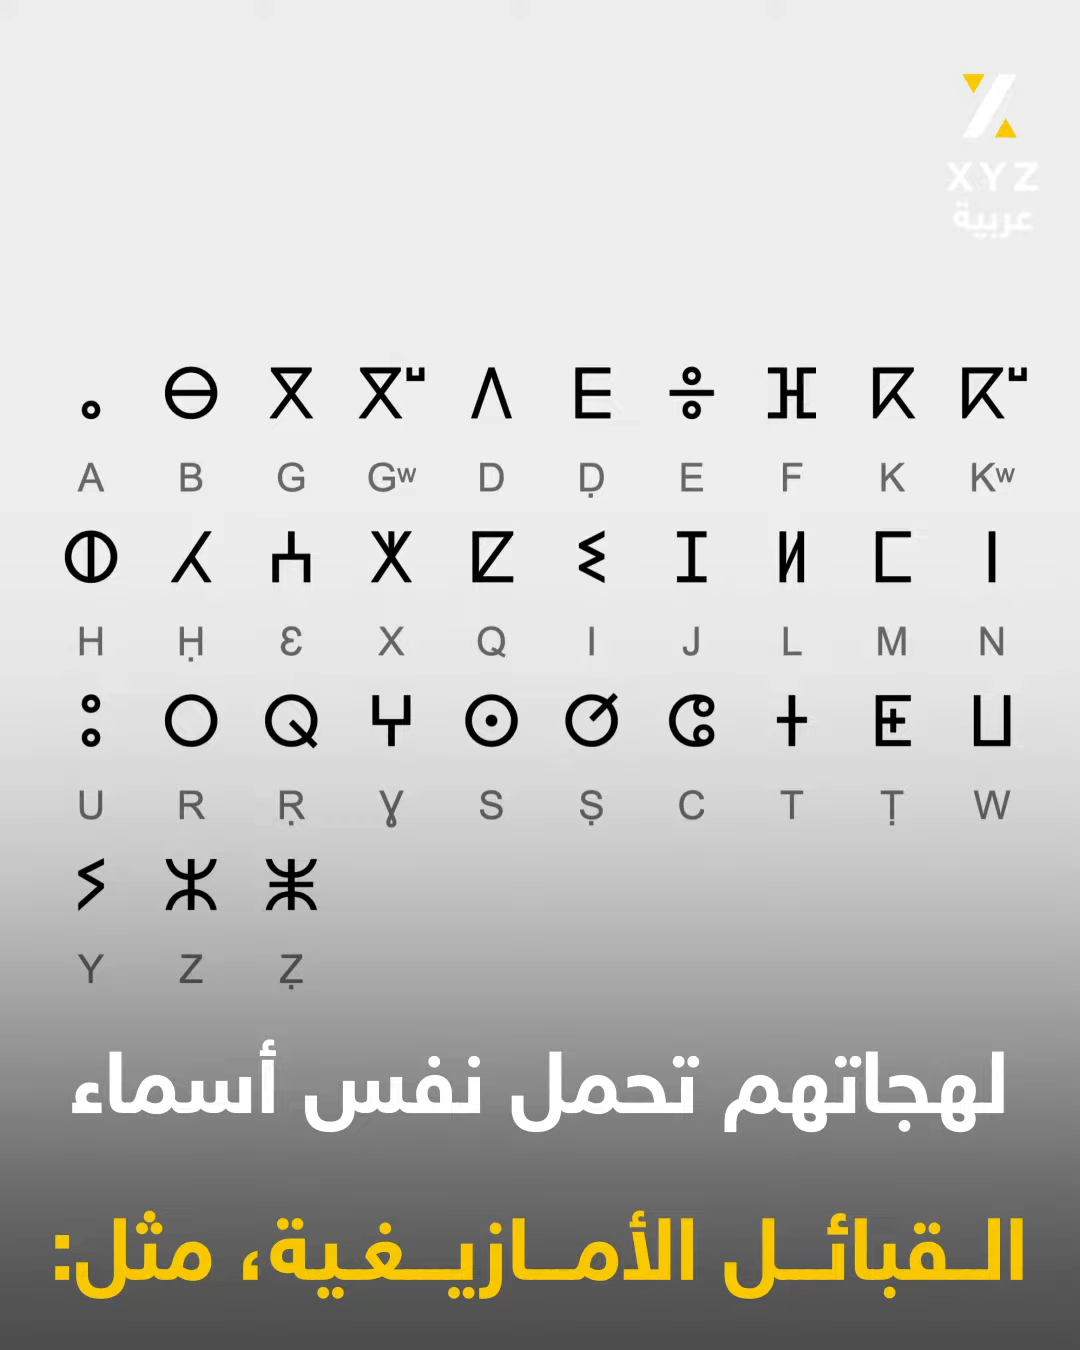 XYZ
عربية
ⴰ ⴱ ⴳ ⴳⵯ ⴷ ⴹ ⴻ ⴼ ⴽ ⴽⵯ
A B G Gʷ D Ḍ E F K Kʷ
ⵀ ⵃ ⵄ ⵅ ⵇ ⵉ ⵊ ⵍ ⵎ ⵏ
H Ḥ Ɛ X Q I J L M N
ⵓ ⵔ ⵕ ⵖ ⵙ ⵚ ⵛ ⵜ ⵟ ⵡ
U R Ṛ Ɣ S Ṣ C T Ṭ W
ⵢ ⵣ ⵥ
Y Z Ẓ
لهجاتهم تحمل نفس أسماء
القبائل الأمازيغية، مثل: